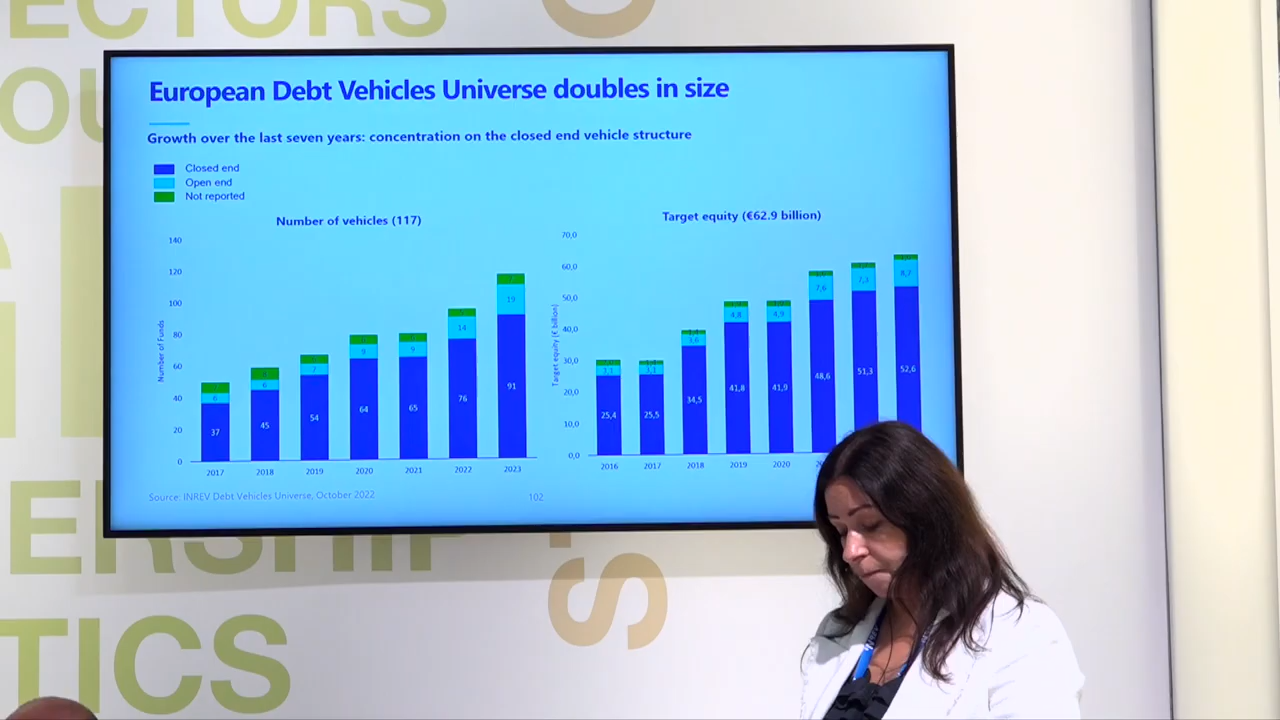 ECTORS
OU
ERSHIP
TICS
S
European Debt Vehicles Universe doubles in size
Growth over the last seven years: concentration on the closed end vehicle structure
Closed end
Open end
Not reported
Number of vehicles (117)
Number of Funds
140
120
100
80
60
40
20
0
37
6
45
6
54
7
64
9
65
9
76
14
91
19
2017 2018 2019 2020 2021 2022 2023
Target equity (€62.9 billion)
Target equity (€ billion)
70,0
60,0
50,0
40,0
30,0
20,0
10,0
0,0
25,4
3,1
25,5
3,1
34,5
3,6
41,8
4,8
41,9
4,9
48,6
7,6
51,3
7,3
52,6
8,7
2016 2017 2018 2019 2020
Source: INREV Debt Vehicles Universe, October 2022
102